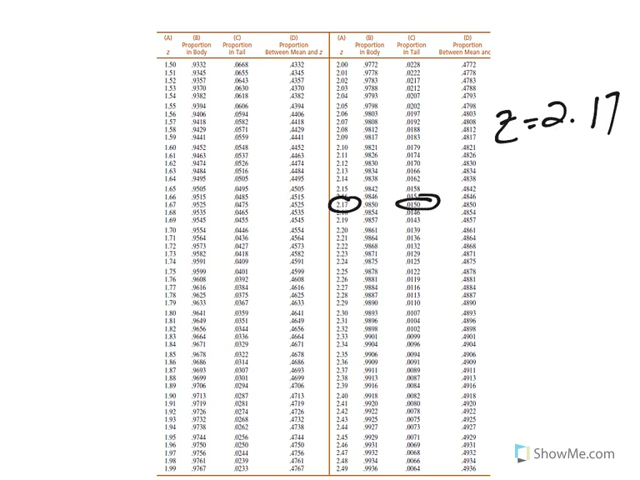 (A) (B) (C) (D) (A) (B) (C) (D)
Proportion Proportion Proportion Proportion Proportion Proportion
z in Body in Tail Between Mean and z z in Body in Tail Between Mean and
1.50 .9332 .0668 .4332 2.00 .9772 .0228 .4772
1.51 .9345 .0655 .4345 2.01 .9778 .0222 .4778
1.52 .9357 .0643 .4357 2.02 .9783 .0217 .4783
1.53 .9370 .0630 .4370 2.03 .9788 .0212 .4788
1.54 .9382 .0618 .4382 2.04 .9793 .0207 .4793
1.55 .9394 .0606 .4394 2.05 .9798 .0202 .4798
1.56 .9406 .0594 .4406 2.06 .9803 .0197 .4803
1.57 .9418 .0582 .4418 2.07 .9808 .0192 .4808
1.58 .9429 .0571 .4429 2.08 .9812 .0188 .4812
1.59 .9441 .0559 .4441 2.09 .9817 .0183 .4817
z=2.17
1.60 .9452 .0548 .4452 2.10 .9821 .0179 .4821
1.61 .9463 .0537 .4463 2.11 .9826 .0174 .4826
1.62 .9474 .0526 .4474 2.12 .9830 .0170 .4830
1.63 .9484 .0516 .4484 2.13 .9834 .0166 .4834
1.64 .9495 .0505 .4495 2.14 .9838 .0162 .4838
1.65 .9505 .0495 .4505 2.15 .9842 .0158 .4842
1.66 .9515 .0485 .4515 .9846 .4846
1.67 .9525 .0475 .4525 2.17 .9850 .0150 .4850
1.68 .9535 .0465 .4535 .9854 .0146 .4854
1.69 .9545 .0455 .4545 2.19 .9857 .0143 .4857
1.70 .9554 .0446 .4554 2.20 .9861 .0139 .4861
1.71 .9564 .0436 .4564 2.21 .9864 .0136 .4864
1.72 .9573 .0427 .4573 2.22 .9868 .0132 .4868
1.73 .9582 .0418 .4582 2.23 .9871 .0129 .4871
1.74 .9591 .0409 .4591 2.24 .9875 .0125 .4875
1.75 .9599 .0401 .4599 2.25 .9878 .0122 .4878
1.76 .9608 .0392 .4608 2.26 .9881 .0119 .4881
1.77 .9616 .0384 .4616 2.27 .9884 .0116 .4884
1.78 .9625 .0375 .4625 2.28 .9887 .0113 .4887
1.79 .9633 .0367 .4633 2.29 .9890 .0110 .4890
1.80 .9641 .0359 .4641 2.30 .9893 .0107 .4893
1.81 .9649 .0351 .4649 2.31 .9896 .0104 .4896
1.82 .9656 .0344 .4656 2.32 .9898 .0102 .4898
1.83 .9664 .0336 .4664 2.33 .9901 .0099 .4901
1.84 .9671 .0329 .4671 2.34 .9904 .0096 .4904
1.85 .9678 .0322 .4678 2.35 .9906 .0094 .4906
1.86 .9686 .0314 .4686 2.36 .9909 .0091 .4909
1.87 .9693 .0307 .4693 2.37 .9911 .0089 .4911
1.88 .9699 .0301 .4699 2.38 .9913 .0087 .4913
1.89 .9706 .0294 .4706 2.39 .9916 .0084 .4916
1.90 .9713 .0287 .4713 2.40 .9918 .0082 .4918
1.91 .9719 .0281 .4719 2.41 .9920 .0080 .4920
1.92 .9726 .0274 .4726 2.42 .9922 .0078 .4922
1.93 .9732 .0268 .4732 2.43 .9925 .0075 .4925
1.94 .9738 .0262 .4738 2.44 .9927 .0073 .4927
1.95 .9744 .0256 .4744 2.45 .9929 .0071 .4929
1.96 .9750 .0250 .4750 2.46 .9931 .0069 .4931
1.97 .9756 .0244 .4756 2.47 .9932 .0068 .4932
1.98 .9761 .0239 .4761 2.48 .9934 .0066 .4934
1.99 .9767 .0233 .4767 2.49 .9936 .0064 .4936
ShowMe.com